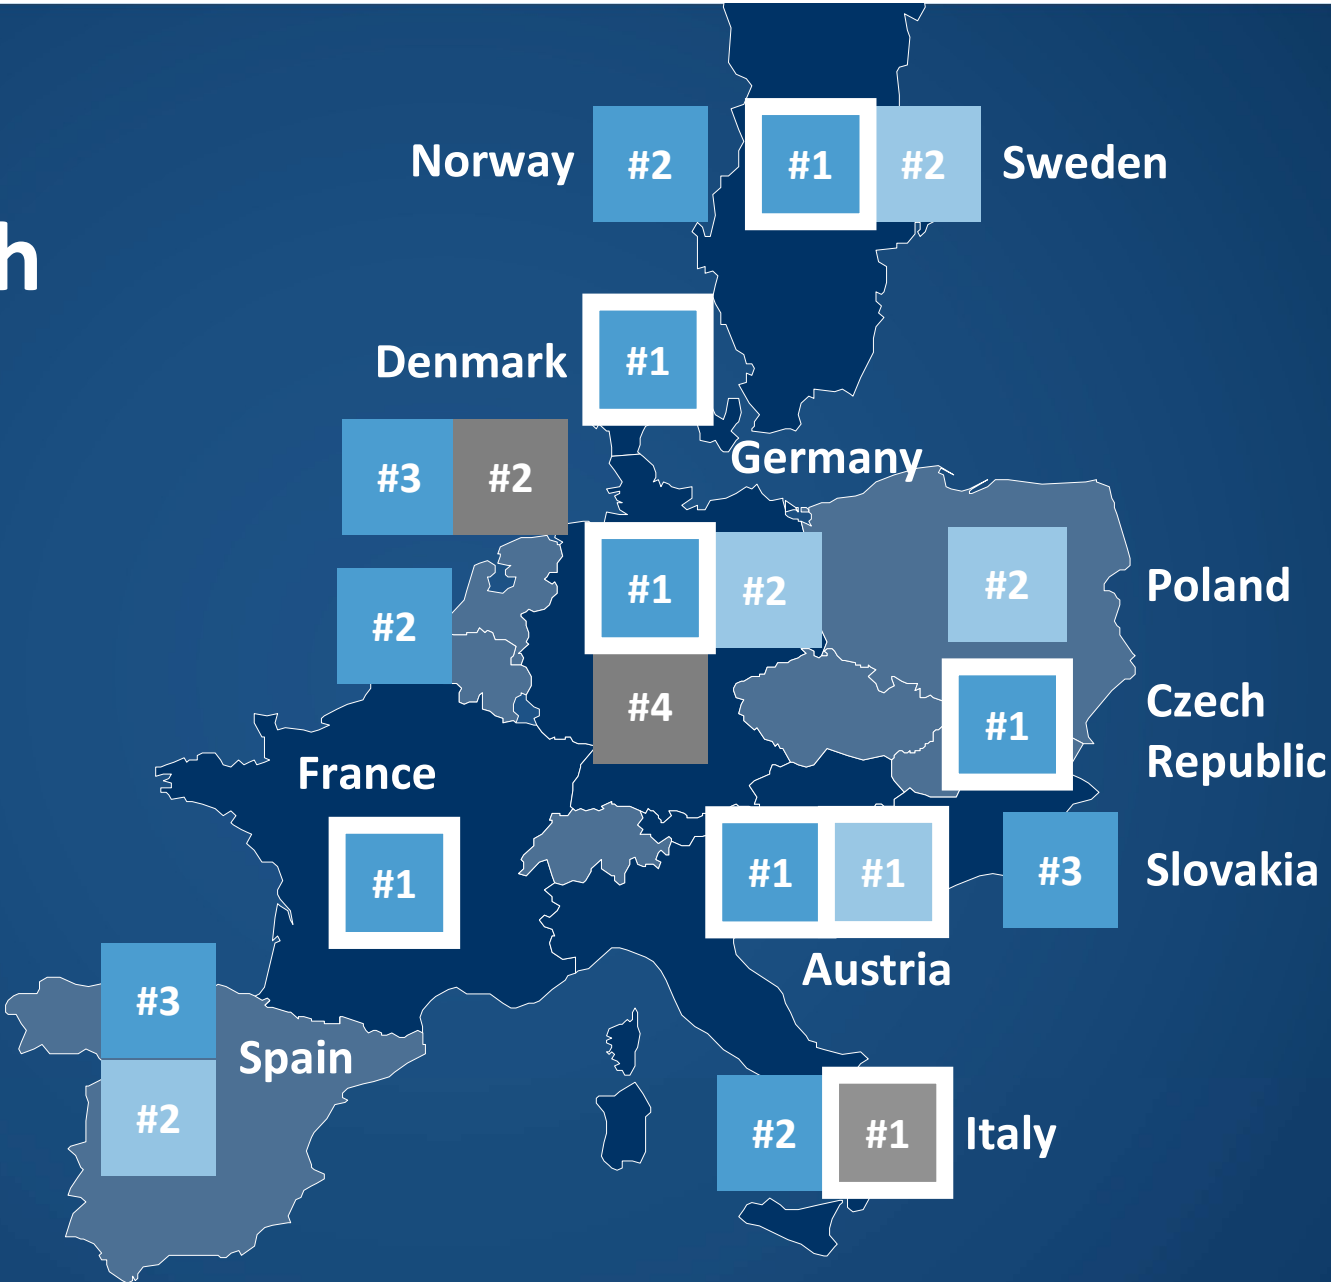 h
Norway #2 #1 #2 Sweden
Denmark #1
Germany
#3 #2
#1 #2
#2 Poland
#2
#4
#1 Czech
Republic
France
#1
#1 #1
Austria
#3 Slovakia
#3
Spain
#2
#2 #1 Italy